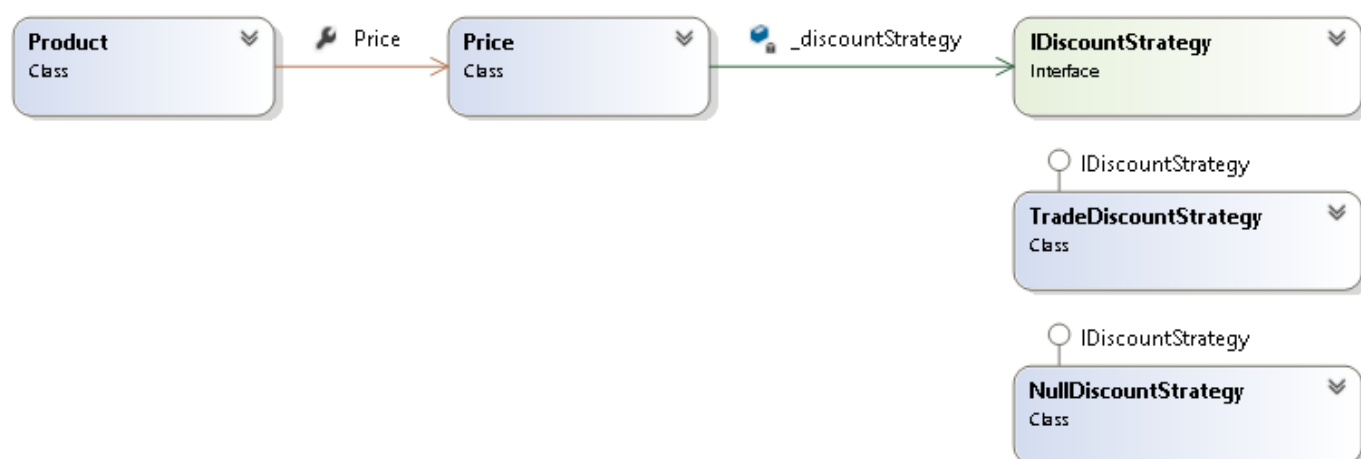 Product
Class
Price
Price
Class
_discountStrategy
IDiscountStrategy
Interface
IDiscountStrategy
TradeDiscountStrategy
Class
IDiscountStrategy
NullDiscountStrategy
Class